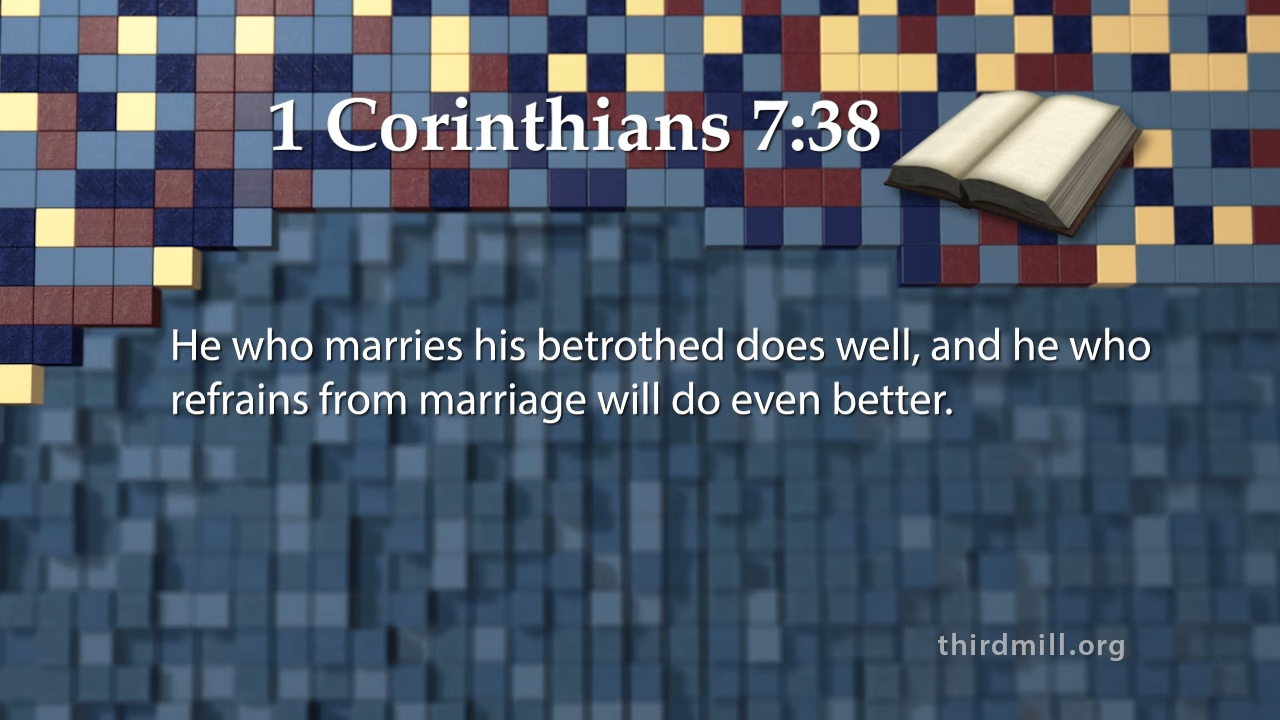 1 Corinthians 7:38
He who marries his betrothed does well, and he who
refrains from marriage will do even better.
thirdmill.org